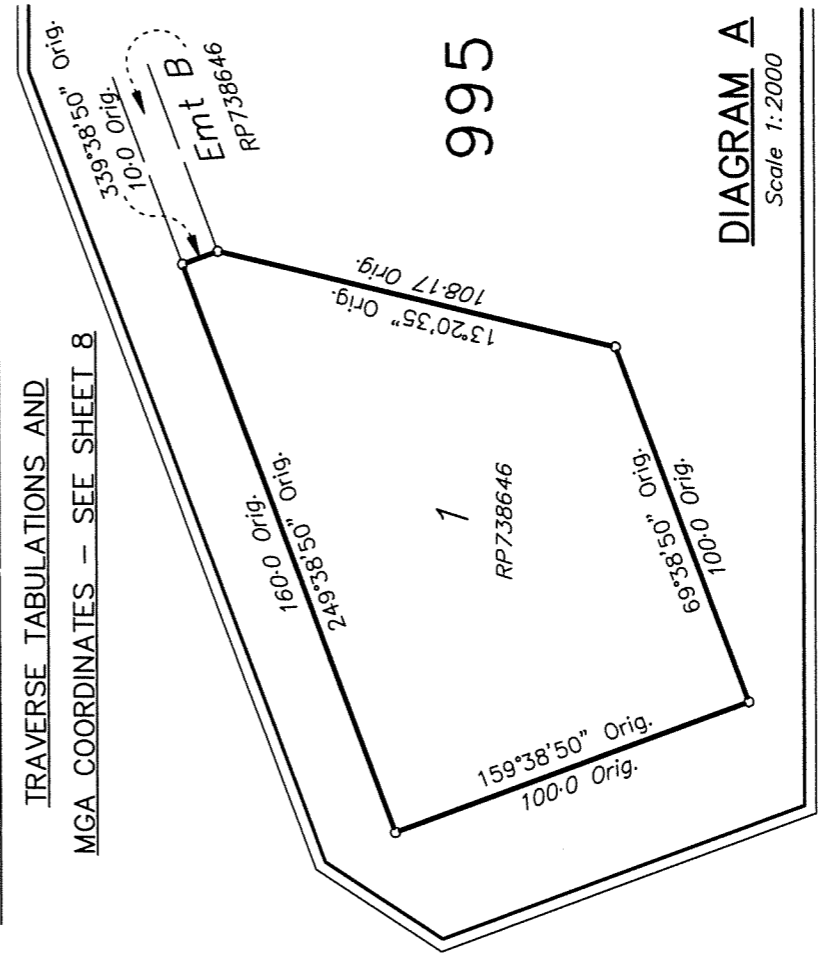 TRAVERSE TABULATIONS AND
MGA COORDINATES – SEE SHEET 8
339°38'50" Orig.
10·0 Orig.
Emt B
RP738646
995
160·0 Orig.
249°38'50" Orig.
13°20'35" Orig.
108·17 Orig.
1
RP738646
159°38'50" Orig.
100·0 Orig.
69°38'50" Orig.
100·0 Orig.
DIAGRAM A
Scale 1:2000